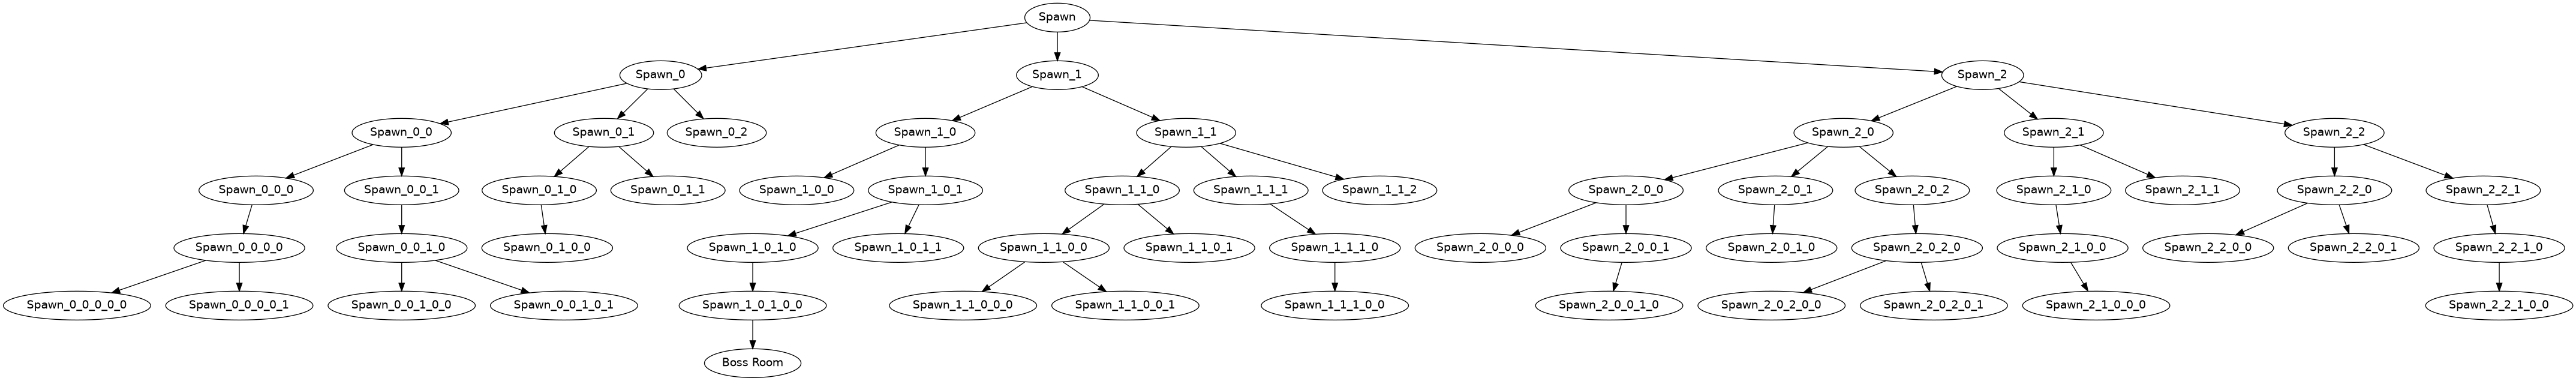 Spawn
Spawn_0
Spawn_1
Spawn_2
Spawn_0_0
Spawn_0_1
Spawn_0_2
Spawn_1_0
Spawn_1_1
Spawn_2_0
Spawn_2_1
Spawn_2_2
Spawn_0_0_0
Spawn_0_0_1
Spawn_0_1_0
Spawn_0_1_1
Spawn_1_0_0
Spawn_1_0_1
Spawn_1_1_0
Spawn_1_1_1
Spawn_1_1_2
Spawn_2_0_0
Spawn_2_0_1
Spawn_2_0_2
Spawn_2_1_0
Spawn_2_1_1
Spawn_2_2_0
Spawn_2_2_1
Spawn_0_0_0_0
Spawn_0_0_1_0
Spawn_0_1_0_0
Spawn_1_0_1_0
Spawn_1_0_1_1
Spawn_1_1_0_0
Spawn_1_1_0_1
Spawn_1_1_1_0
Spawn_2_0_0_0
Spawn_2_0_0_1
Spawn_2_0_1_0
Spawn_2_0_2_0
Spawn_2_1_0_0
Spawn_2_2_0_0
Spawn_2_2_0_1
Spawn_2_2_1_0
Spawn_0_0_0_0_0
Spawn_0_0_0_0_1
Spawn_0_0_1_0_0
Spawn_0_0_1_0_1
Spawn_1_0_1_0_0
Spawn_1_1_0_0_0
Spawn_1_1_0_0_1
Spawn_1_1_1_0_0
Spawn_2_0_0_1_0
Spawn_2_0_2_0_0
Spawn_2_0_2_0_1
Spawn_2_1_0_0_0
Spawn_2_2_1_0_0
Boss Room